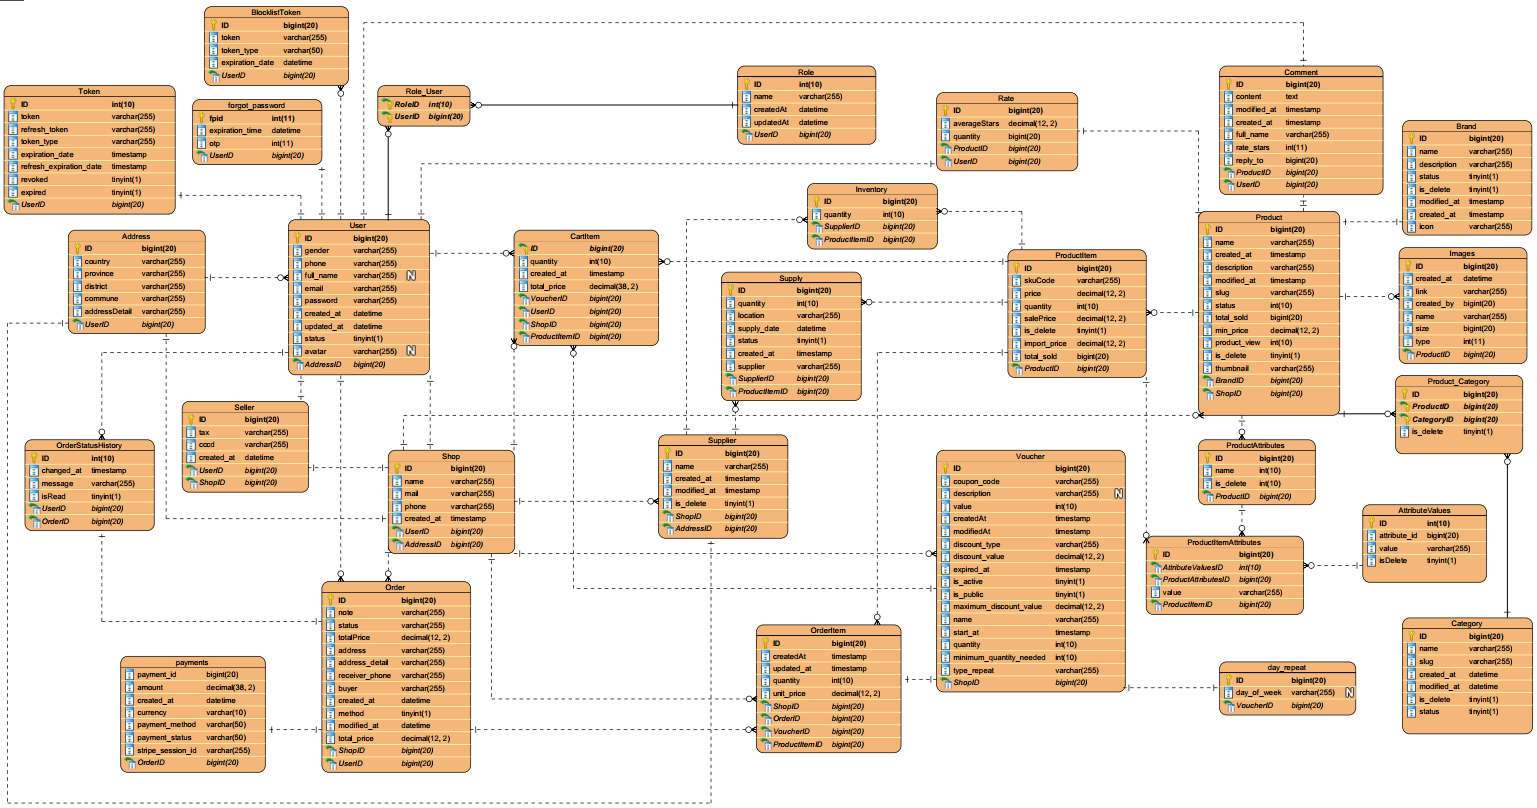 BlocklistToken
ID bigint(20)
token varchar(255)
token_type varchar(50)
expiration_date datetime
UserID bigint(20)
Token
ID int(10)
token varchar(255)
refresh_token varchar(255)
token_type varchar(255)
expiration_date timestamp
refresh_expiration_date timestamp
revoked tinyint(1)
expired tinyint(1)
UserID bigint(20)
forgot_password
fpid int(11)
expiration_time datetime
otp int(11)
UserID bigint(20)
Role_User
RoleID int(10)
UserID bigint(20)
Role
ID int(10)
name varchar(255)
createdAt datetime
updatedAt datetime
UserID bigint(20)
Rate
ID bigint(20)
averageStars decimal(12, 2)
quantity bigint(20)
ProductID bigint(20)
UserID bigint(20)
Comment
ID bigint(20)
content text
modified_at timestamp
created_at timestamp
full_name varchar(255)
rate_stars int(11)
reply_to bigint(20)
ProductID bigint(20)
UserID bigint(20)
Brand
ID bigint(20)
name varchar(255)
description varchar(255)
status tinyint(1)
is_delete tinyint(1)
modified_at timestamp
created_at timestamp
icon varchar(255)
Address
ID bigint(20)
country varchar(255)
province varchar(255)
district varchar(255)
commune varchar(255)
addressDetail varchar(255)
UserID bigint(20)
User
ID bigint(20)
gender varchar(255)
phone varchar(255)
full_name varchar(255) N
email varchar(255)
password varchar(255)
created_at datetime
updated_at datetime
status tinyint(1)
avatar varchar(255) N
AddressID bigint(20)
CartItem
ID bigint(20)
quantity int(10)
created_at timestamp
total_price decimal(38, 2)
VoucherID bigint(20)
UserID bigint(20)
ShopID bigint(20)
ProductItemID bigint(20)
Inventory
ID bigint(20)
quantity int(10)
SupplierID bigint(20)
ProductItemID bigint(20)
Supply
ID bigint(20)
quantity int(10)
location varchar(255)
supply_date datetime
status tinyint(1)
created_at timestamp
supplier varchar(255)
SupplierID bigint(20)
ProductItemID bigint(20)
ProductItem
ID bigint(20)
skuCode varchar(255)
price decimal(12, 2)
quantity int(10)
salePrice decimal(12, 2)
is_delete tinyint(1)
import_price decimal(12, 2)
total_sold bigint(20)
ProductID bigint(20)
Product
ID bigint(20)
name varchar(255)
created_at timestamp
description varchar(255)
modified_at timestamp
slug varchar(255)
status int(10)
total_sold bigint(20)
min_price decimal(12, 2)
product_view int(10)
is_delete tinyint(1)
thumbnail varchar(255)
BrandID bigint(20)
ShopID bigint(20)
Images
ID bigint(20)
created_at datetime
link varchar(255)
created_by bigint(20)
name varchar(255)
size bigint(20)
type int(11)
ProductID bigint(20)
Product_Category
ID bigint(20)
ProductID bigint(20)
CategoryID bigint(20)
is_delete tinyint(1)
Seller
ID bigint(20)
tax varchar(255)
cccd varchar(255)
created_at datetime
UserID bigint(20)
ShopID bigint(20)
OrderStatusHistory
ID int(10)
changed_at timestamp
message varchar(255)
isRead tinyint(1)
UserID bigint(20)
OrderID bigint(20)
Shop
ID bigint(20)
name varchar(255)
mail varchar(255)
phone varchar(255)
created_at timestamp
UserID bigint(20)
AddressID bigint(20)
Supplier
ID bigint(20)
name varchar(255)
created_at timestamp
modified_at timestamp
is_delete tinyint(1)
ShopID bigint(20)
AddressID bigint(20)
Voucher
ID bigint(20)
coupon_code varchar(255)
description varchar(255) N
value int(10)
createdAt timestamp
modifiedAt timestamp
discount_type varchar(255)
discount_value decimal(12, 2)
expired_at timestamp
is_active tinyint(1)
is_public tinyint(1)
maximum_discount_value decimal(12, 2)
name varchar(255)
start_at timestamp
quantity int(10)
minimum_quantity_needed int(10)
type_repeat varchar(255)
ShopID bigint(20)
ProductAttributes
ID bigint(20)
name int(10)
is_delete int(10)
ProductID bigint(20)
ProductItemAttributes
ID bigint(20)
AttributeValuesID int(10)
ProductAttributesID bigint(20)
value varchar(255)
ProductItemID bigint(20)
AttributeValues
ID int(10)
attribute_id bigint(20)
value varchar(255)
isDelete tinyint(1)
Order
ID bigint(20)
note varchar(255)
status varchar(255)
totalPrice decimal(12, 2)
address varchar(255)
address_detail varchar(255)
receiver_phone varchar(255)
buyer varchar(255)
created_at datetime
method tinyint(1)
modified_at datetime
total_price decimal(12, 2)
ShopID bigint(20)
UserID bigint(20)
payments
payment_id bigint(20)
amount decimal(38, 2)
created_at datetime
currency varchar(10)
payment_method varchar(50)
payment_status varchar(50)
stripe_session_id varchar(255)
OrderID bigint(20)
OrderItem
ID bigint(20)
createdAt timestamp
updated_at timestamp
quantity int(10)
unit_price decimal(12, 2)
ShopID bigint(20)
OrderID bigint(20)
VoucherID bigint(20)
ProductItemID bigint(20)
day_repeat
ID bigint(20)
day_of_week varchar(255) N
VoucherID bigint(20)
Category
ID bigint(20)
name varchar(255)
slug varchar(255)
created_at datetime
modified_at datetime
is_delete tinyint(1)
status tinyint(1)